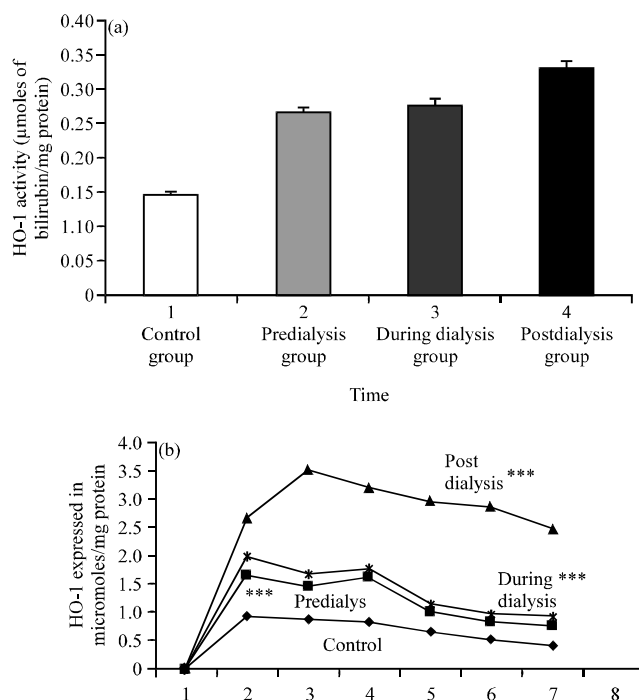 (a)
HO-1 activity (µmoles of
bilirubin/mg protein)
0.40
0.35
0.30
0.25
0.20
0.15
1.10
0.05
0
1 2 3 4
Control group
Predialysis group
During dialysis group
Postdialysis group
Time
(b)
HO-1 expressed in
micromoles/mg protein
4.0
3.5
3.0
2.5
2.0
1.5
1.0
0.5
0
Post
dialysis ***
During ***
dialysis
***
Predialys
Control
1 2 3 4 5 6 7 8